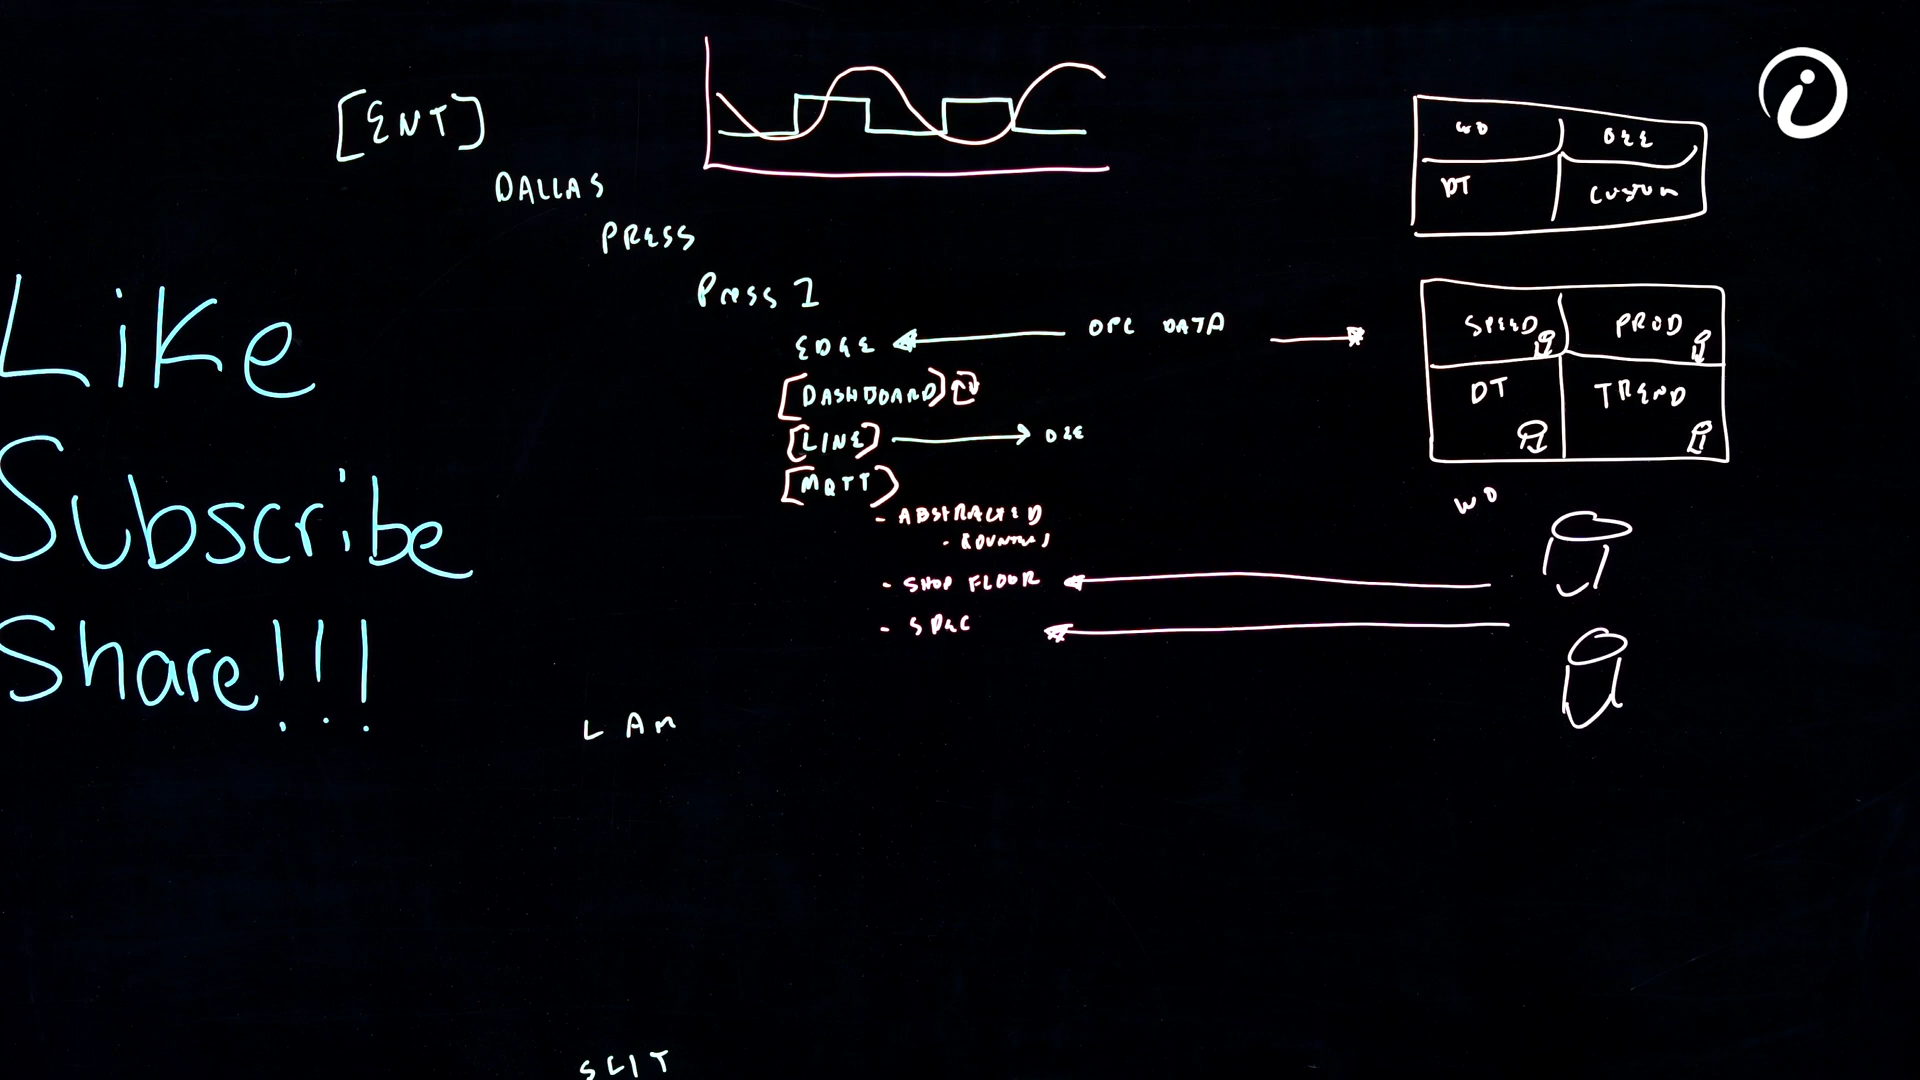 [ENT]
DALLAS
PRESS
Press 1
EDGE
OPC DATA
[DASHBOARD]
[LINE]
OEE
[MQTT]
- ABSTRACTED
- SHOP FLOOR
- SPEC
LAM
SLIT
Like
Subscribe
Share!!!
WO
OEE
DT
Custom
SPEED
PROD
DT
TREND
WO